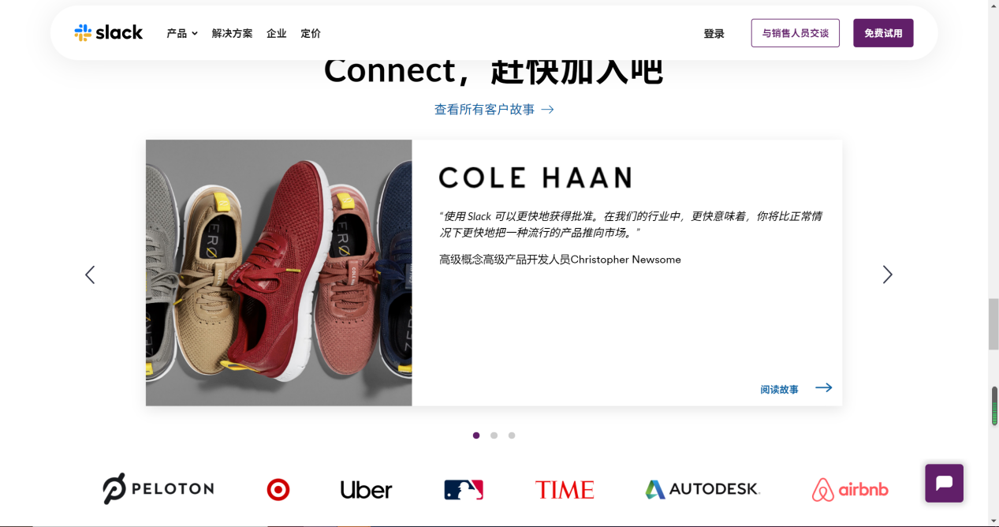 slack 产品 解决方案 企业 定价 登录 与销售人员交谈 免费试用
Connect，赶快加入吧
查看所有客户故事
COLE HAAN
“使用 Slack 可以更快地获得批准。在我们的行业中，更快意味着，你将比正常情
况下更快地把一种流行的产品推向市场。”
高级概念高级产品开发人员Christopher Newsome
阅读故事
PELOTON Uber TIME AUTODESK. airbnb